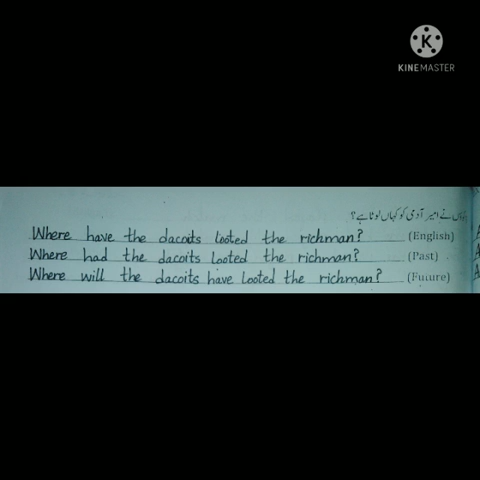 KINEMASTER
نے امیر آدمی کو کہاں لوٹا ہے؟
Where have the dacoits looted the richman? (English)
Where had the dacoits looted the richman? (Past)
Where will the dacoits have looted the richman? (Future)